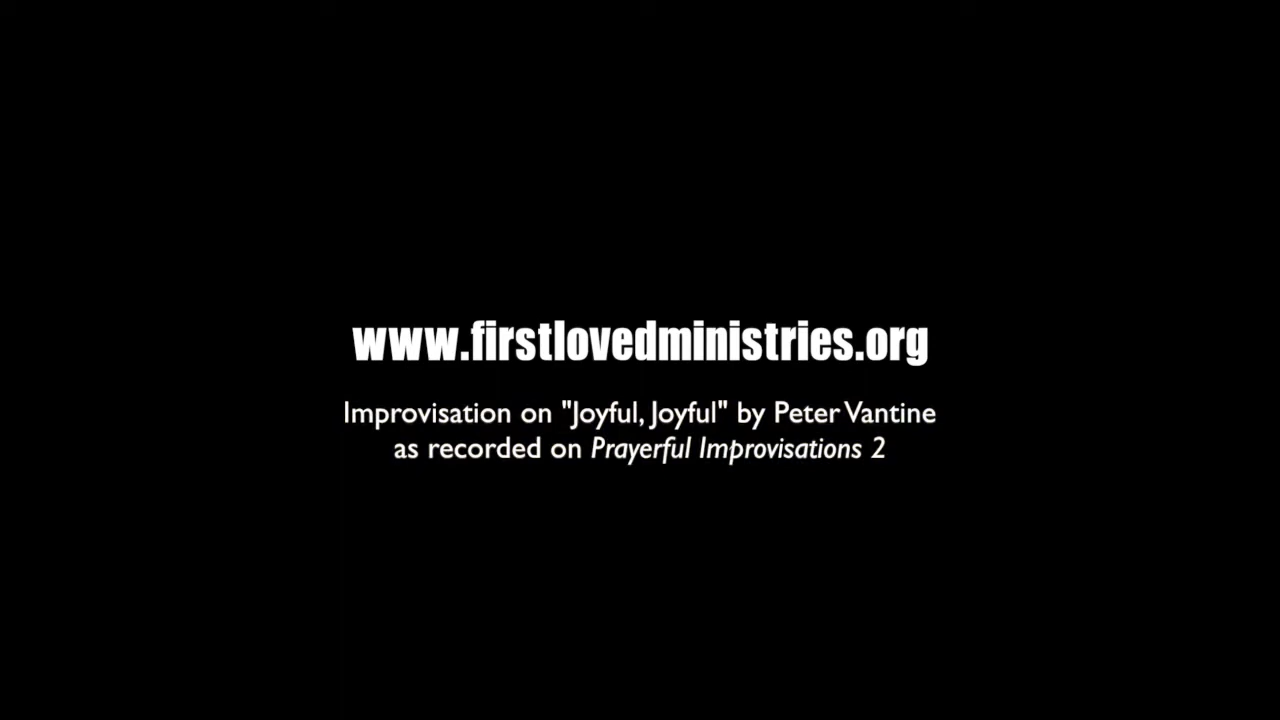 www.firstlovedministries.org
Improvisation on "Joyful, Joyful" by Peter Vantine
as recorded on Prayerful Improvisations 2